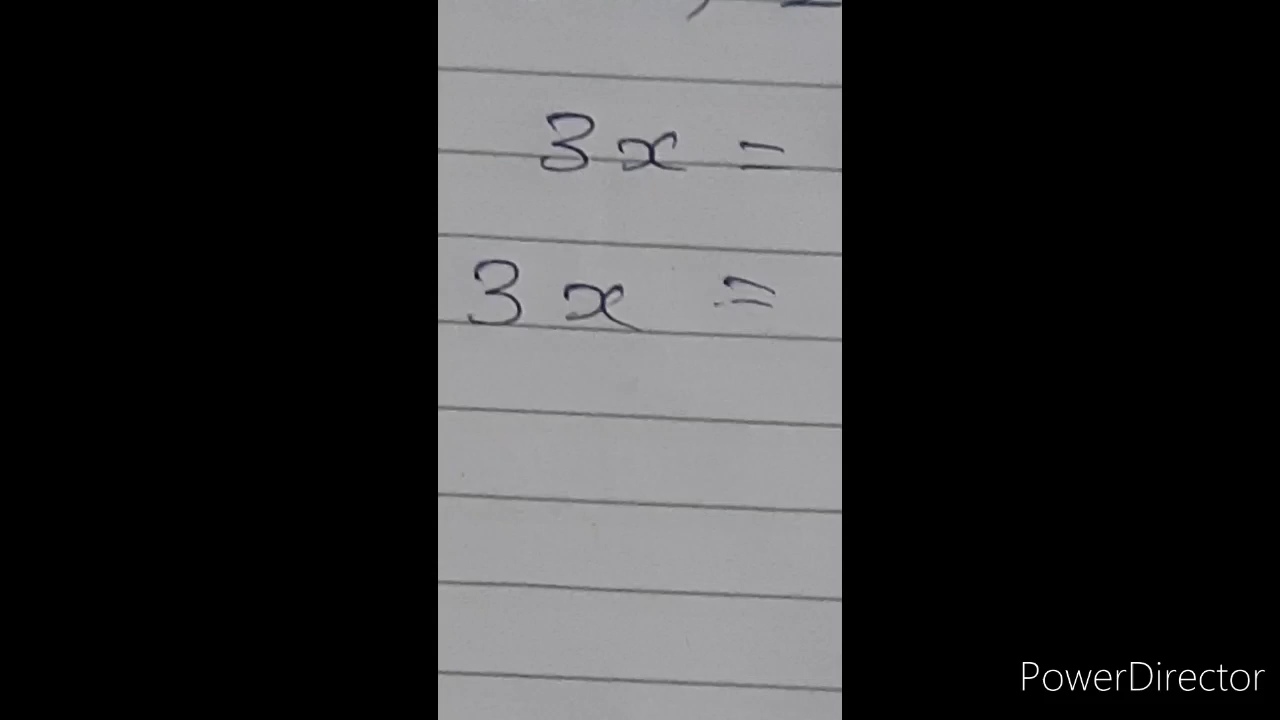 3x =
3x =
PowerDirector